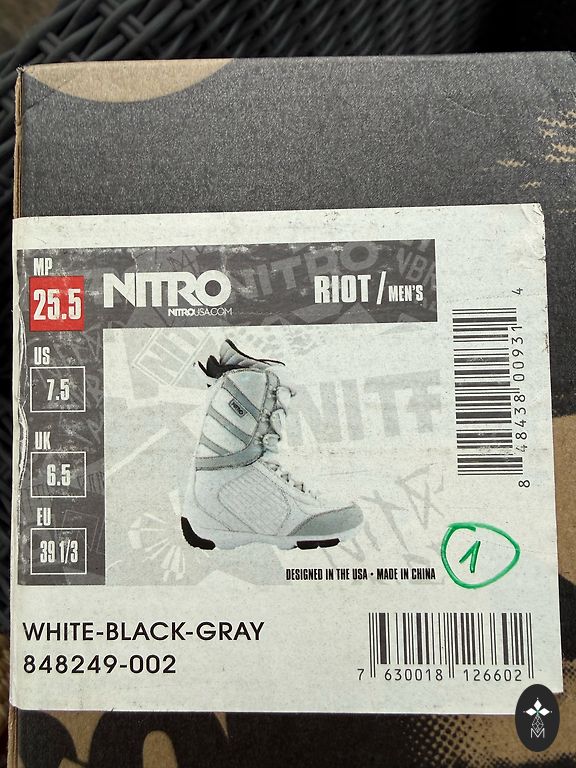 MP
25.5
NITRO
NITROUSA.COM
RIOT / MEN'S
US
7.5
UK
6.5
EU
39 1/3
NITRO
DESIGNED IN THE USA • MADE IN CHINA
8 48438 00931 4
1
WHITE-BLACK-GRAY
848249-002
7 630018 126602
M